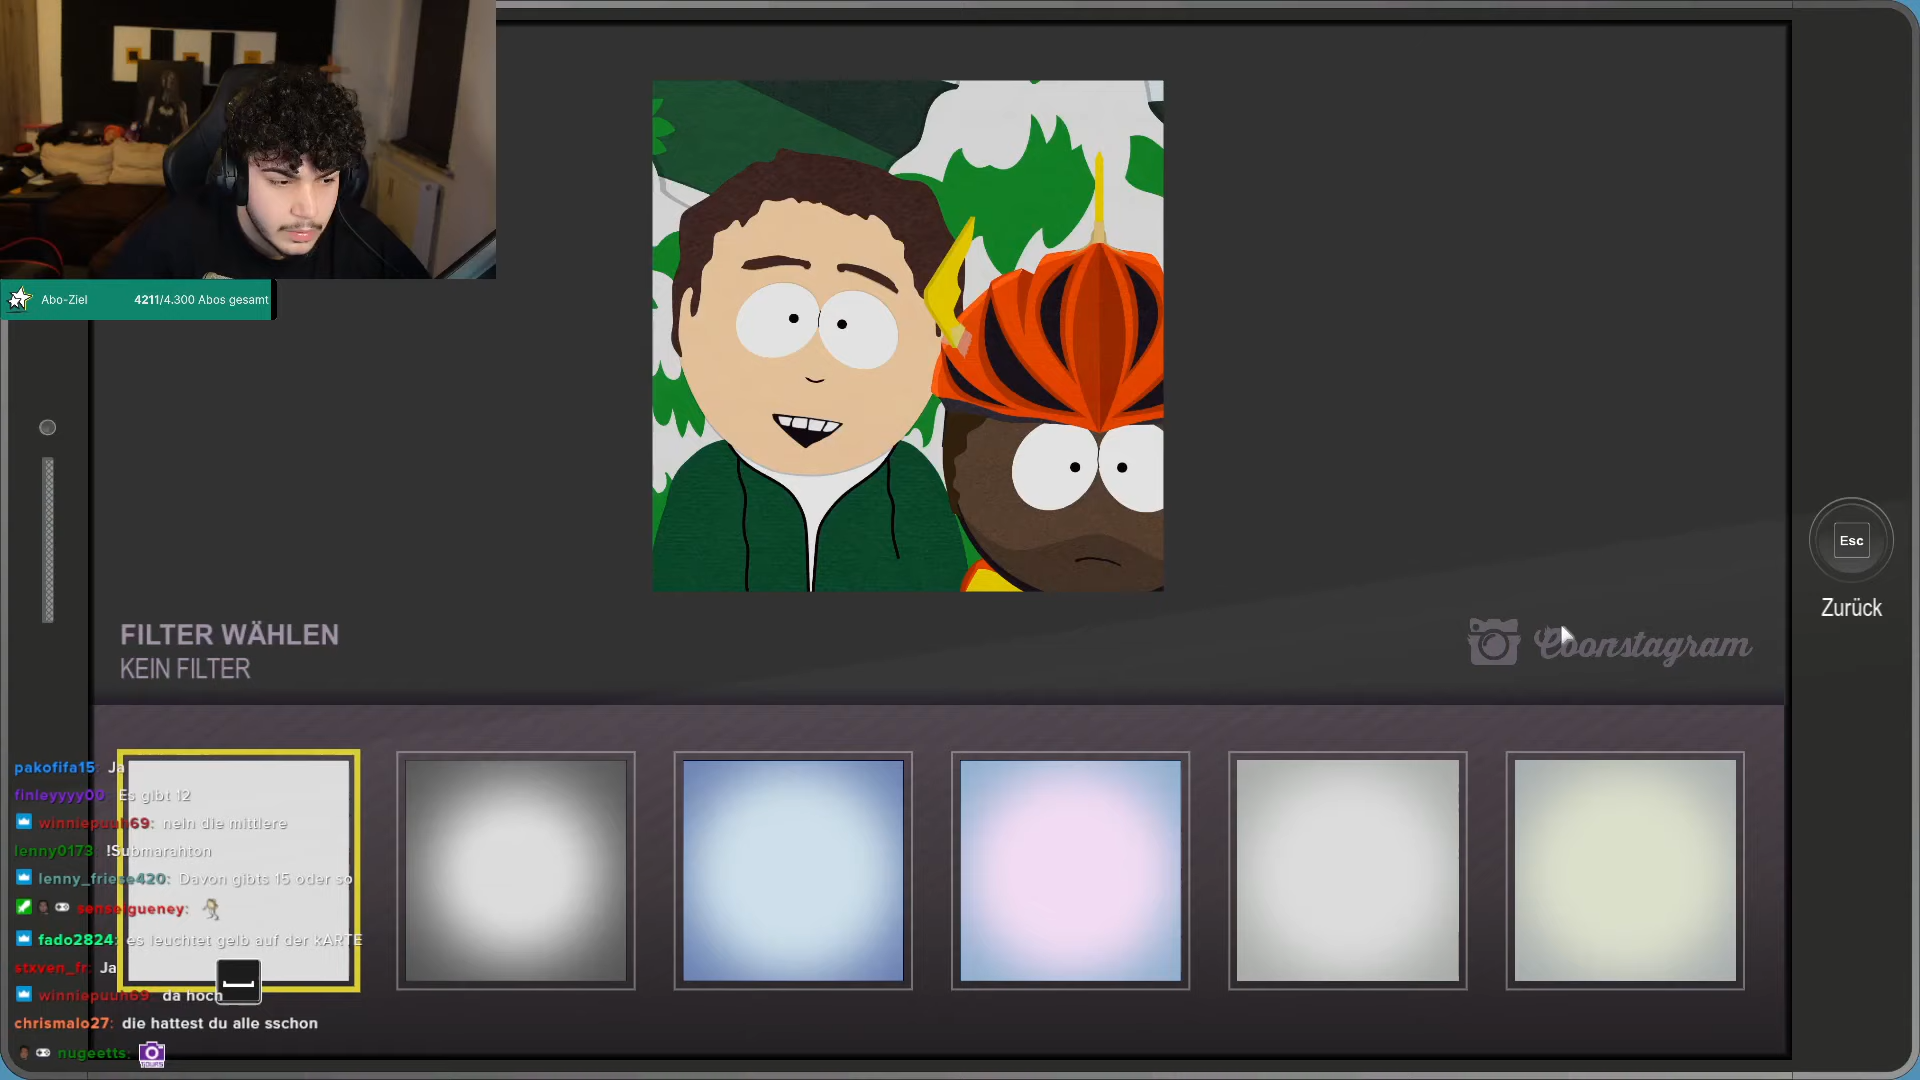 Abo-Ziel 4211/4.300 Abos gesamt
Esc
Zurück
FILTER WÄHLEN
KEIN FILTER
Coonstagram
pakofifa15: Ja
finleyyyy00: Es gibt 12
winniepuuh69: nein die mittlere
lenny0173: !Submarahton
lenny_friese420: Davon gibts 15 oder so
senseigueney:
fado2824: es leuchtet gelb auf der kARTE
stxven_fr: Ja
winniepuuh69: da hoch
chrismalo27: die hattest du alle sschon
nugeetts: